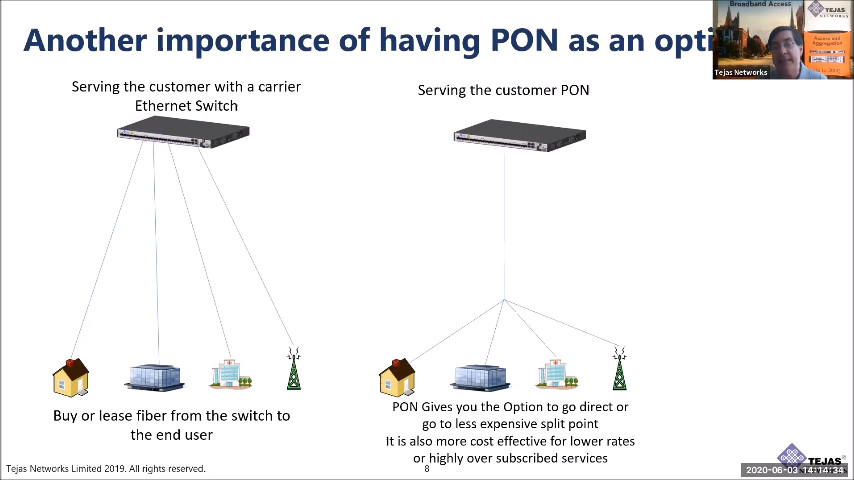 Another importance of having PON as an opti
Broadband Access
TEJAS
NETWORKS
Access and
Aggregation
Tejas Networks
Serving the customer with a carrier
Ethernet Switch
Serving the customer PON
Buy or lease fiber from the switch to
the end user
PON Gives you the Option to go direct or
go to less expensive split point
It is also more cost effective for lower rates
or highly over subscribed services
Tejas Networks Limited 2019. All rights reserved.
8
TEJAS
2020-06-03 14:14:34